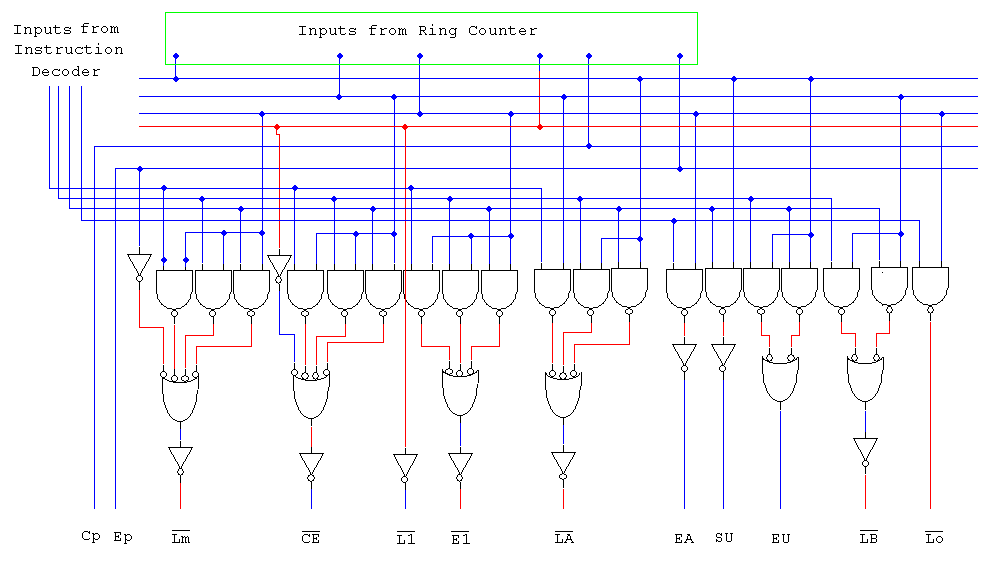 Inputs from
Instruction
Decoder
Inputs from Ring Counter
Cp Ep Lm CE L1 E1 LA EA SU EU LB Lo